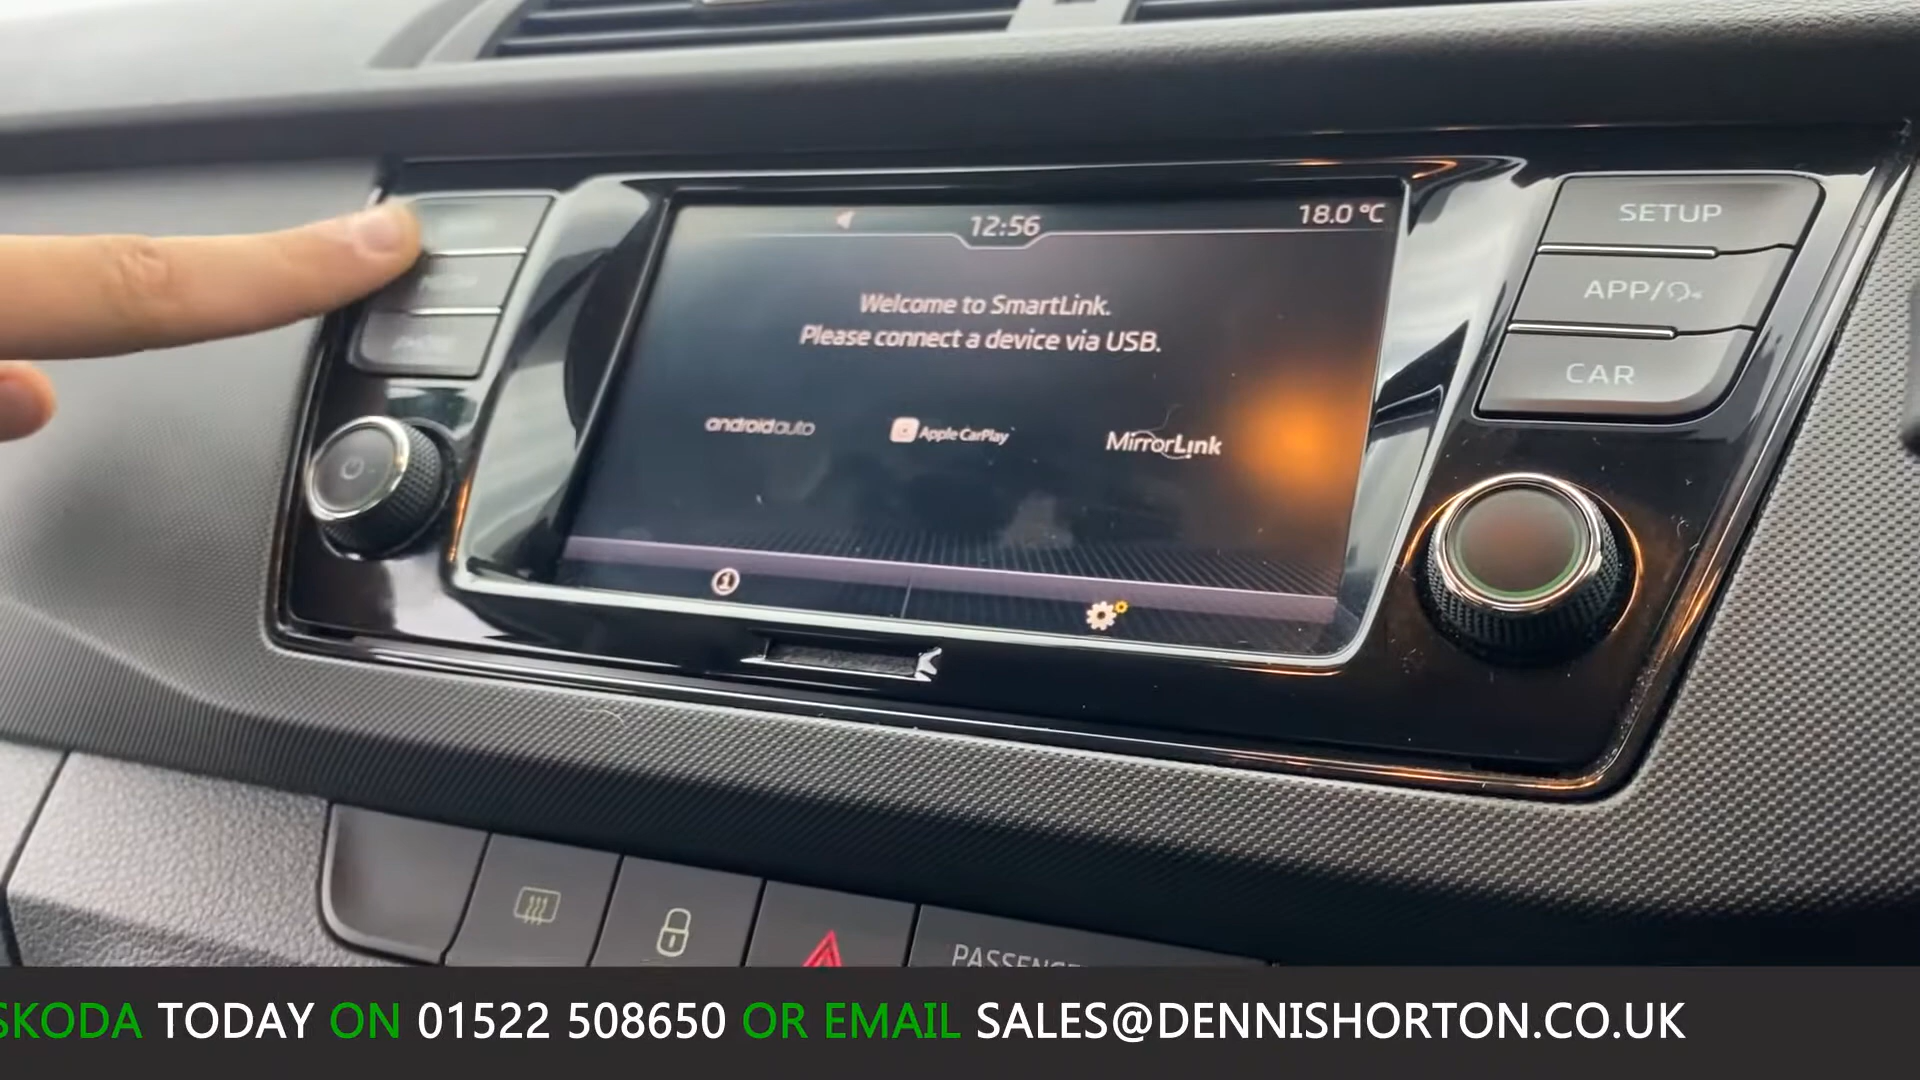 12:56
18.0 °C
Welcome to SmartLink.
Please connect a device via USB.
androidauto
Apple CarPlay
MirrorLink
SETUP
APP/
CAR
SKODA TODAY ON 01522 508650 OR EMAIL SALES@DENNISHORTON.CO.UK